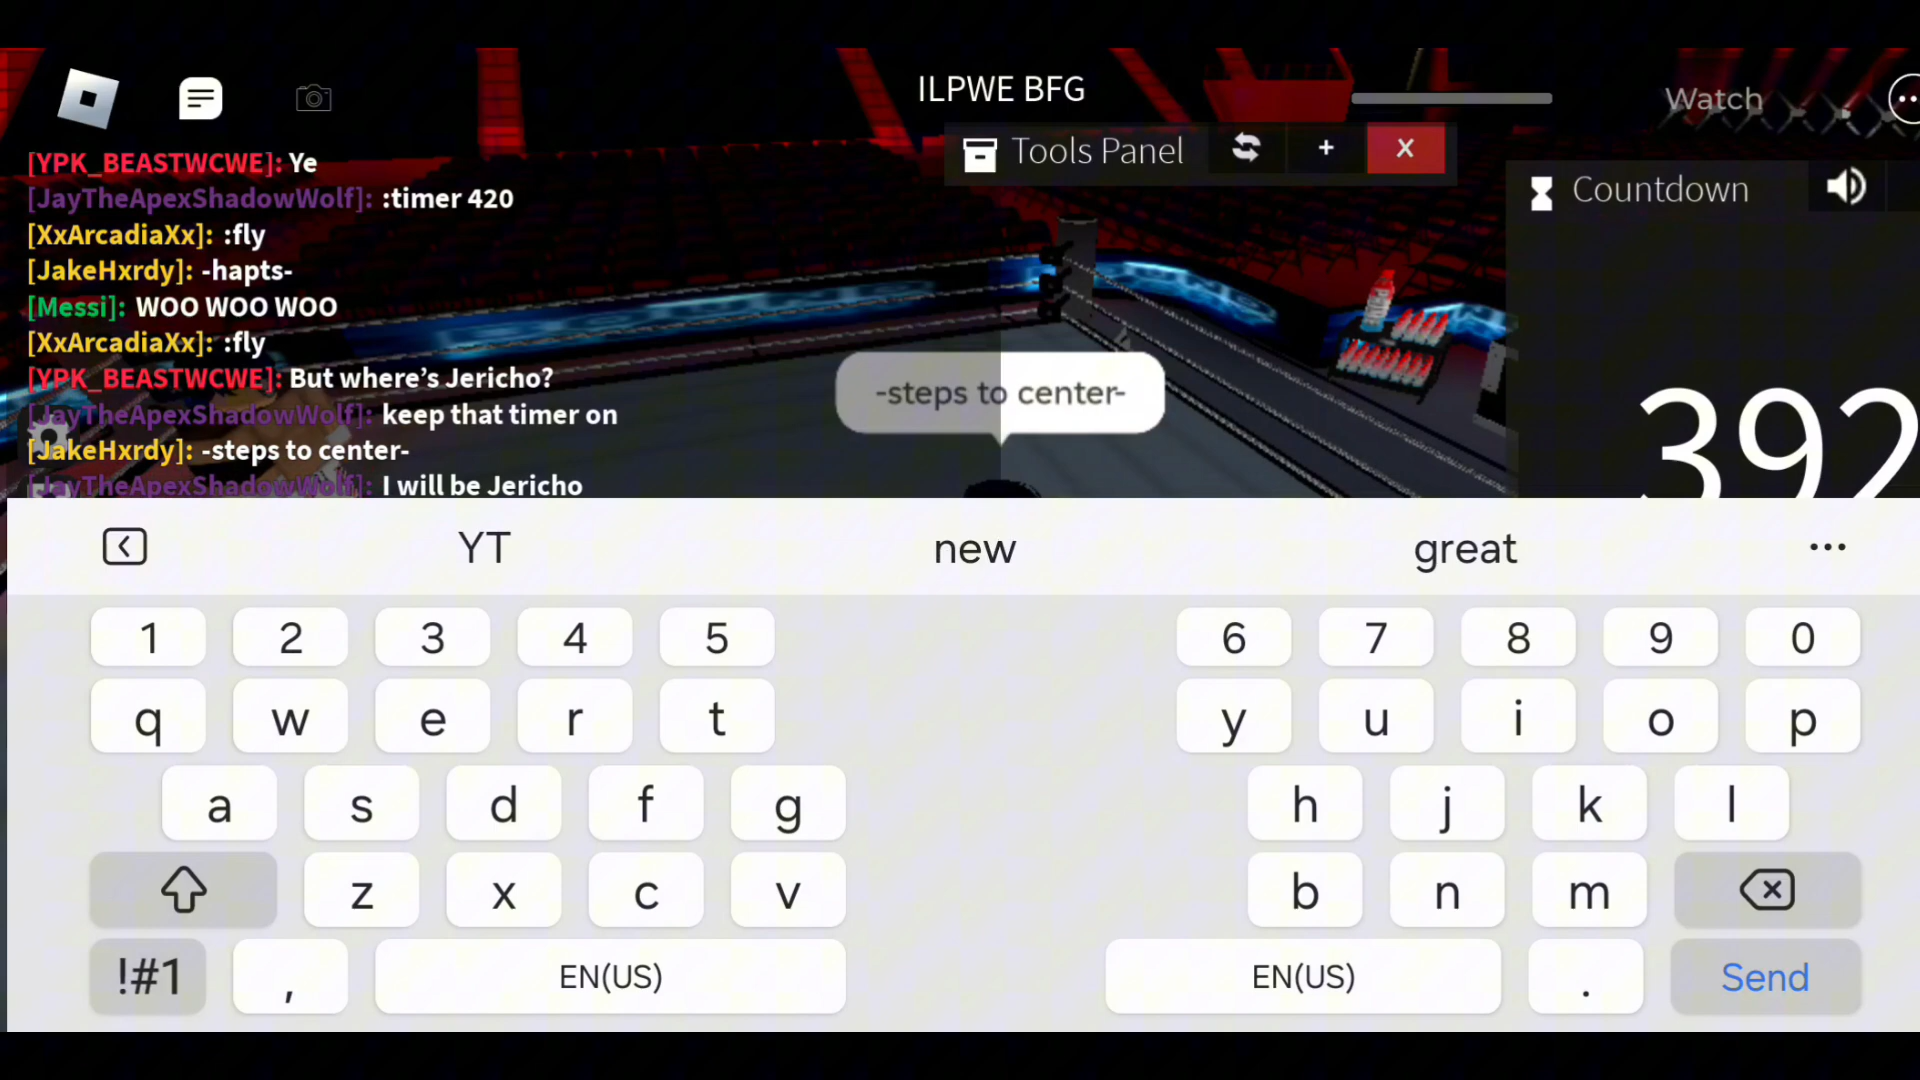 ILPWE BFG
Watch
Tools Panel + X
Countdown
392
[YPK_BEASTWCWE]: Ye
[JayTheApexShadowWolf]: :timer 420
[XxArcadiaXx]: :fly
[JakeHxrdy]: -hapts-
[Messi]: WOO WOO WOO
[XxArcadiaXx]: :fly
[YPK_BEASTWCWE]: But where's Jericho?
[JayTheApexShadowWolf]: keep that timer on
[JakeHxrdy]: -steps to center-
[JayTheApexShadowWolf]: I will be Jericho
-steps to center-
YT new great
1 2 3 4 5 6 7 8 9 0
q w e r t y u i o p
a s d f g h j k l
z x c v b n m
!#1 , EN(US) EN(US) . Send